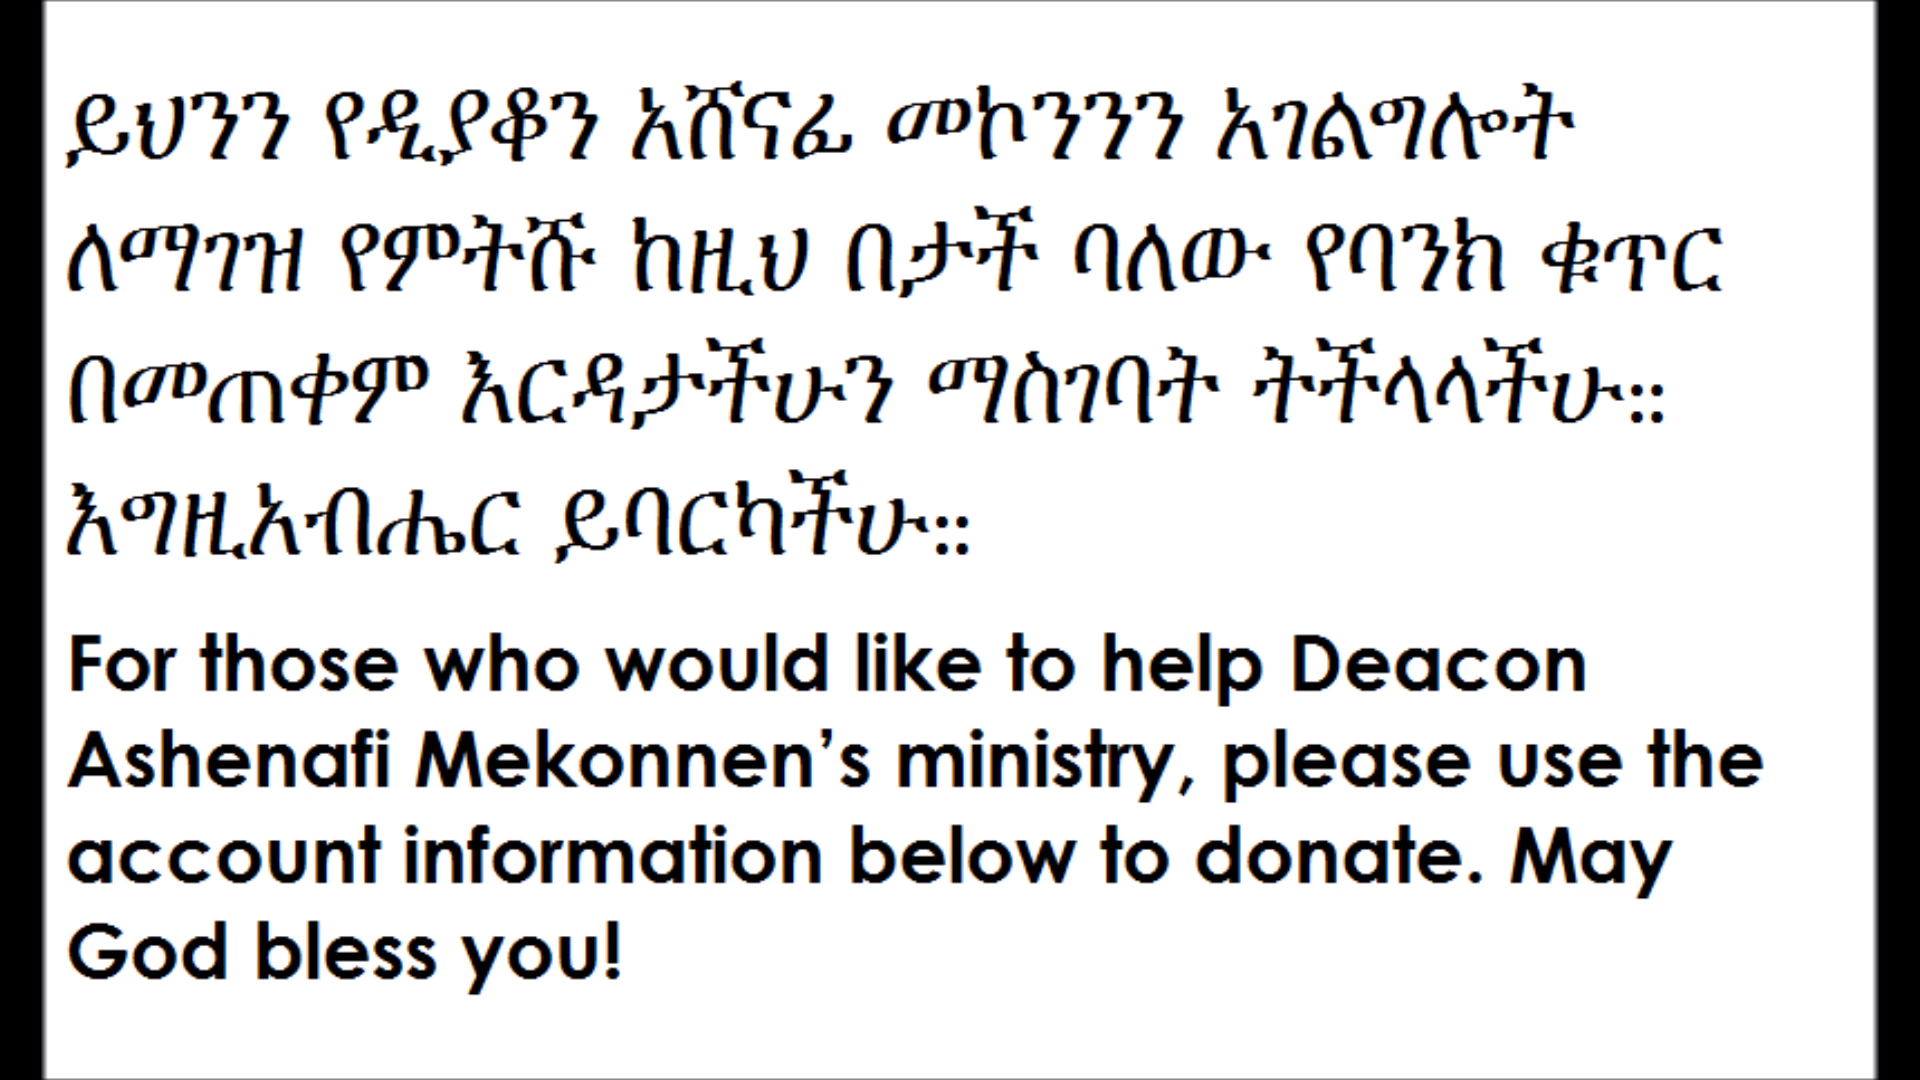 ይህንን የዲያቆን አሸናፊ መኮንንን አገልግሎት
ለማገዝ የምትሹ ከዚህ በታች ባለው የባንክ ቁጥር
በመጠቀም እርዳታችሁን ማስገባት ትችላላችሁ።
እግዚአብሔር ይባርካችሁ።
For those who would like to help Deacon
Ashenafi Mekonnen’s ministry, please use the
account information below to donate. May
God bless you!